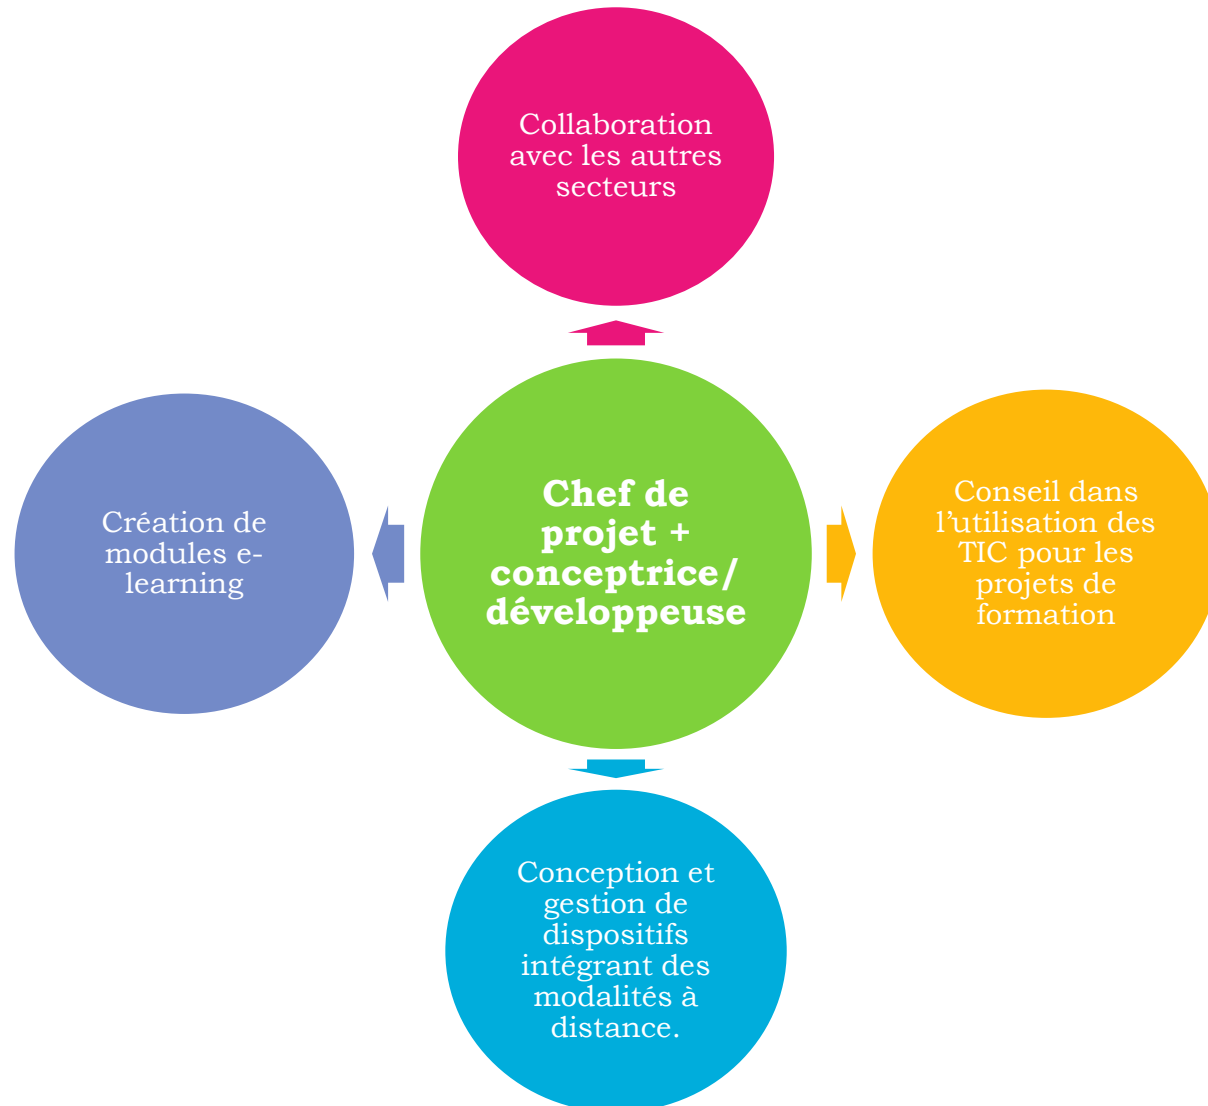 Collaboration
avec les autres
secteurs
Création de
modules e-
learning
Chef de
projet +
conceptrice/
développeuse
Conseil dans
l’utilisation des
TIC pour les
projets de
formation
Conception et
gestion de
dispositifs
intégrant des
modalités à
distance.